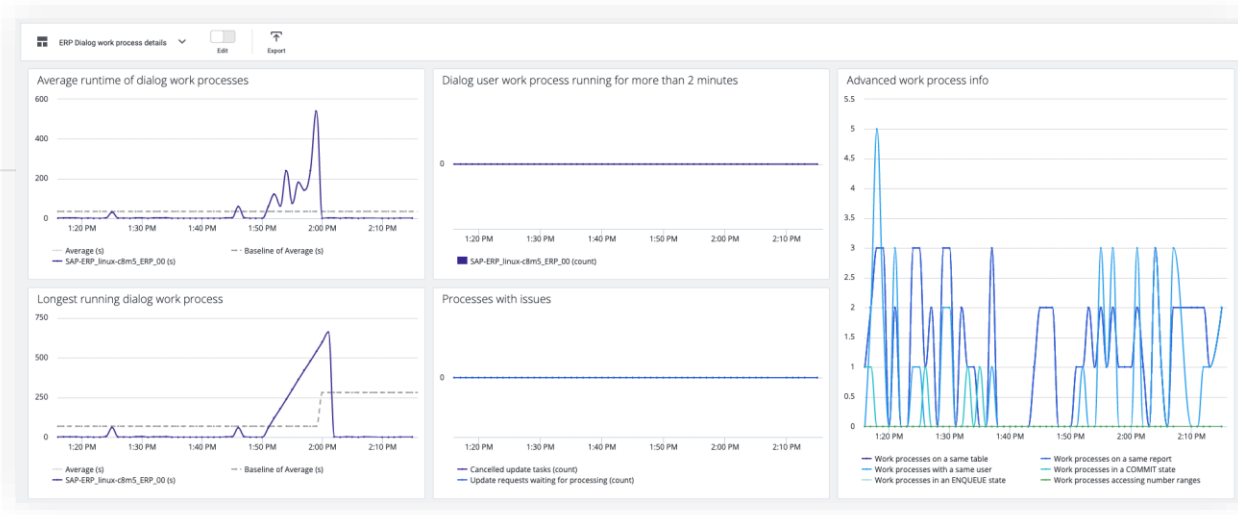 ERP Dialog work process details
Edit
Export
Average runtime of dialog work processes
600
400
200
0
1:20 PM 1:30 PM 1:40 PM 1:50 PM 2:00 PM 2:10 PM
Average (s) Baseline of Average (s)
SAP-ERP_linux-c8m5_ERP_00 (s)
Dialog user work process running for more than 2 minutes
0
1:20 PM 1:30 PM 1:40 PM 1:50 PM 2:00 PM 2:10 PM
SAP-ERP_linux-c8m5_ERP_00 (count)
Advanced work process info
5.5
5
4.5
4
3.5
3
2.5
2
1.5
1
0.5
0
1:20 PM 1:30 PM 1:40 PM 1:50 PM 2:00 PM 2:10 PM
Work processes on a same table Work processes on a same report
Work processes with a same user Work processes in a COMMIT state
Work processes in an ENQUEUE state Work processes accessing number ranges
Longest running dialog work process
750
500
250
0
1:20 PM 1:30 PM 1:40 PM 1:50 PM 2:00 PM 2:10 PM
Average (s) Baseline of Average (s)
SAP-ERP_linux-c8m5_ERP_00 (s)
Processes with issues
0
1:20 PM 1:30 PM 1:40 PM 1:50 PM 2:00 PM 2:10 PM
Cancelled update tasks (count)
Update requests waiting for processing (count)